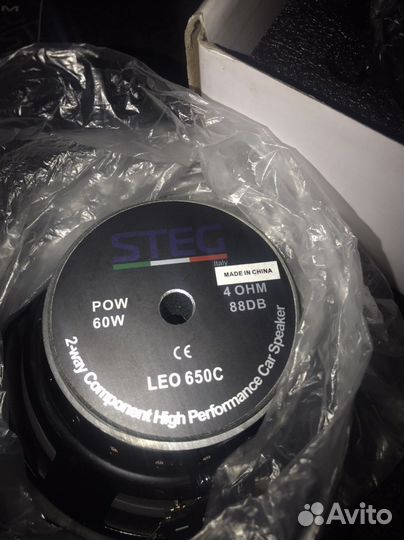 STEG
Italy
MADE IN CHINA
POW
60W
4 OHM
88DB
CE
LEO 650C
2-way Component High Performance Car Speaker
Avito